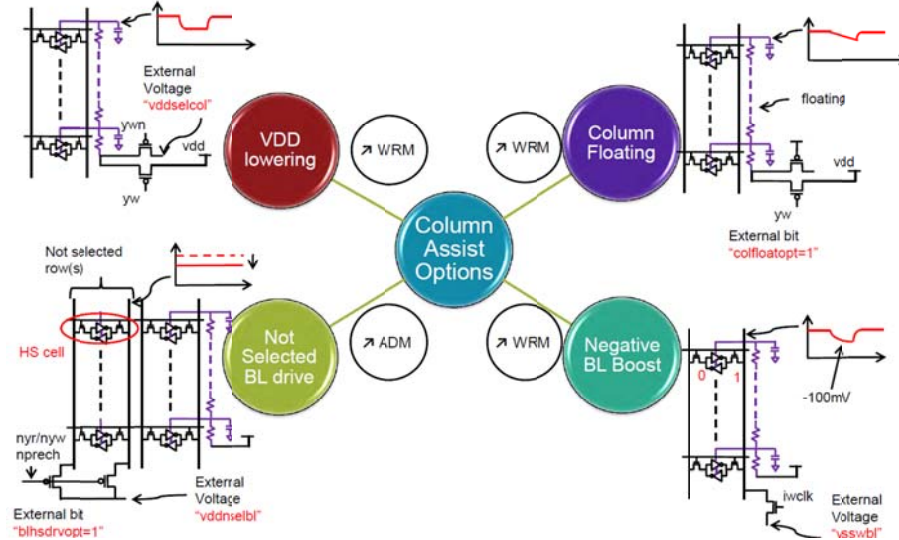 External
Voltage
"vddselcol"
ywn
vdd
yw
VDD
lowering
↗ WRM
↗ WRM
Column
Floating
floating
vdd
yw
External bit
"colfloatopt=1"
Column
Assist
Options
Not selected
row(s)
HS cell
nyr/nyw
nprech
External bit
"blhsdrvopt=1"
External
Voltage
"vddnselbl"
Not
Selected
BL drive
↗ ADM
↗ WRM
Negative
BL Boost
0 1
-100mV
iwclk
External
Voltage
"vsswbl"